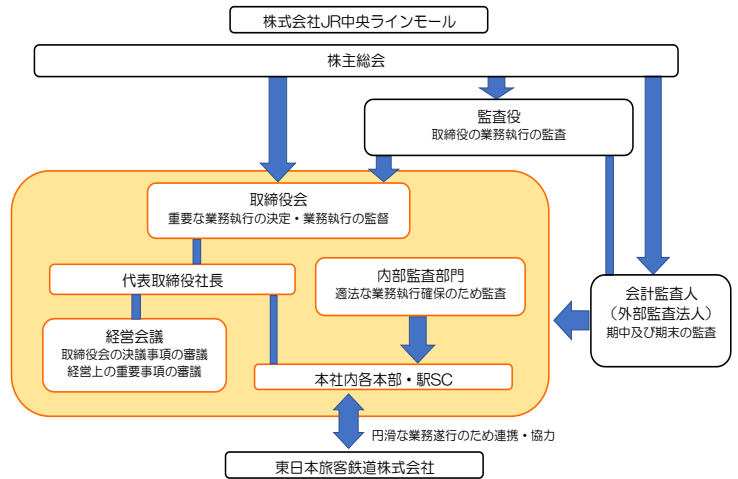 株式会社JR中央ラインモール
株主総会
監査役
取締役の業務執行の監査
取締役会
重要な業務執行の決定・業務執行の監督
代表取締役社長
内部監査部門
適法な業務執行確保のため監査
会計監査人
（外部監査法人）
期中及び期末の監査
経営会議
取締役会の決議事項の審議
経営上の重要事項の審議
本社内各本部・駅SC
円滑な業務遂行のため連携・協力
東日本旅客鉄道株式会社